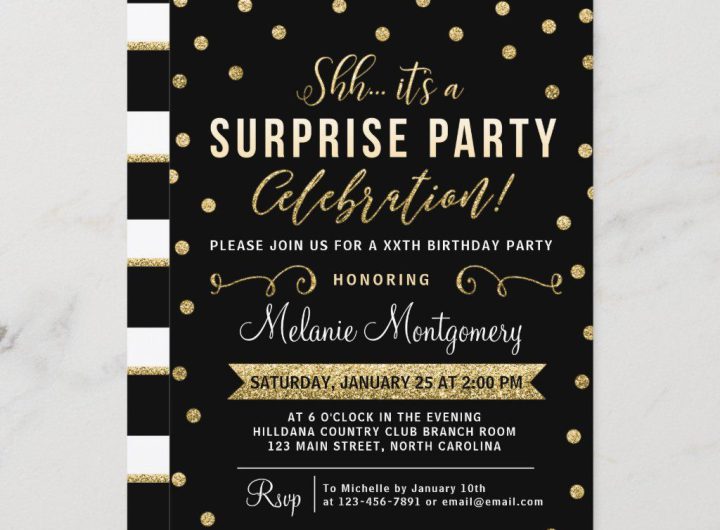 Shh... it's a
SURPRISE PARTY
Celebration!
PLEASE JOIN US FOR A XXTH BIRTHDAY PARTY
HONORING
Melanie Montgomery
SATURDAY, JANUARY 25 AT 2:00 PM
AT 6 O'CLOCK IN THE EVENING
HILLDANA COUNTRY CLUB BRANCH ROOM
123 MAIN STREET, NORTH CAROLINA
Rsvp
To Michelle by January 10th
at 123-456-7891 or email@email.com